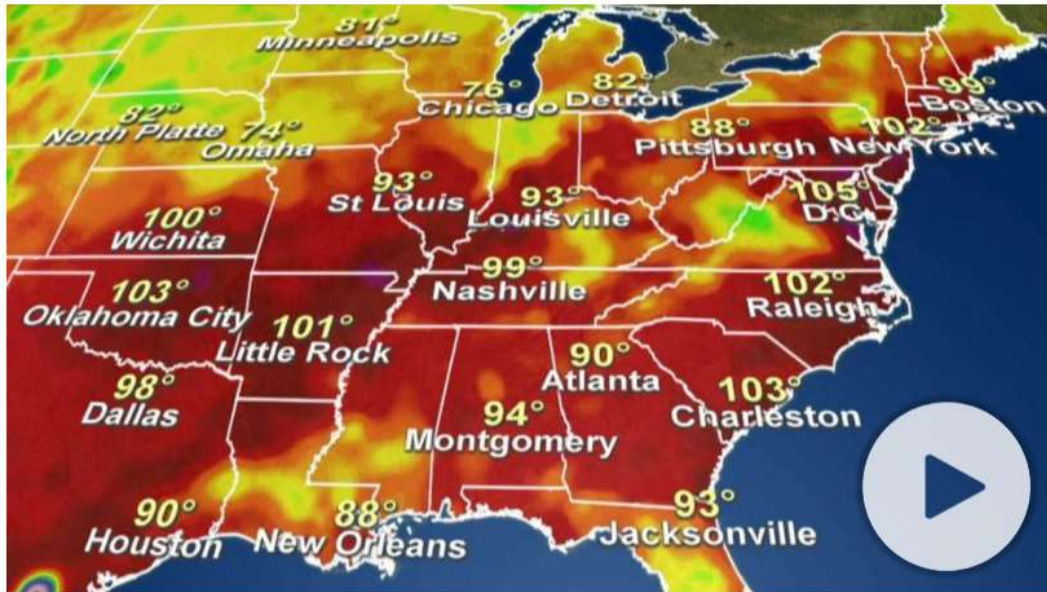 81°
Minneapolis
76°
Chicago
82°
Detroit
99°
Boston
82°
North Platte
74°
Omaha
88°
Pittsburgh
102°
New York
93°
St Louis
93°
Louisville
105°
D.C.
100°
Wichita
99°
Nashville
102°
Raleigh
103°
Oklahoma City
101°
Little Rock
90°
Atlanta
98°
Dallas
94°
Montgomery
103°
Charleston
90°
Houston
88°
New Orleans
93°
Jacksonville